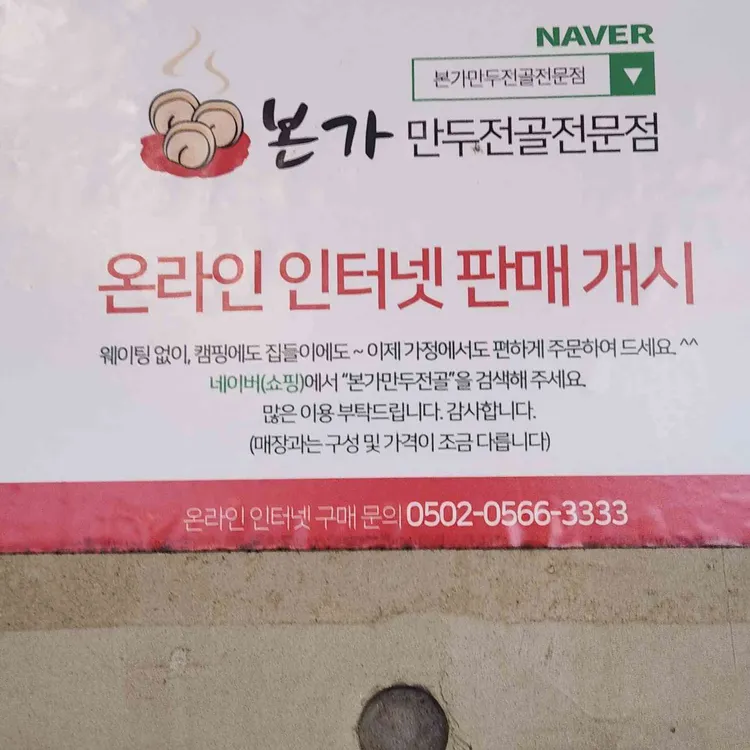 NAVER
본가만두전골전문점
본가 만두전골전문점
온라인 인터넷 판매 개시
웨이팅 없이, 캠핑에도 집들이에도 ~ 이제 가정에서도 편하게 주문하여 드세요. ^^
네이버(쇼핑)에서 "본가만두전골"을 검색해 주세요.
많은 이용 부탁드립니다. 감사합니다.
(매장과는 구성 및 가격이 조금 다릅니다)
온라인 인터넷 구매 문의 0502-0566-3333